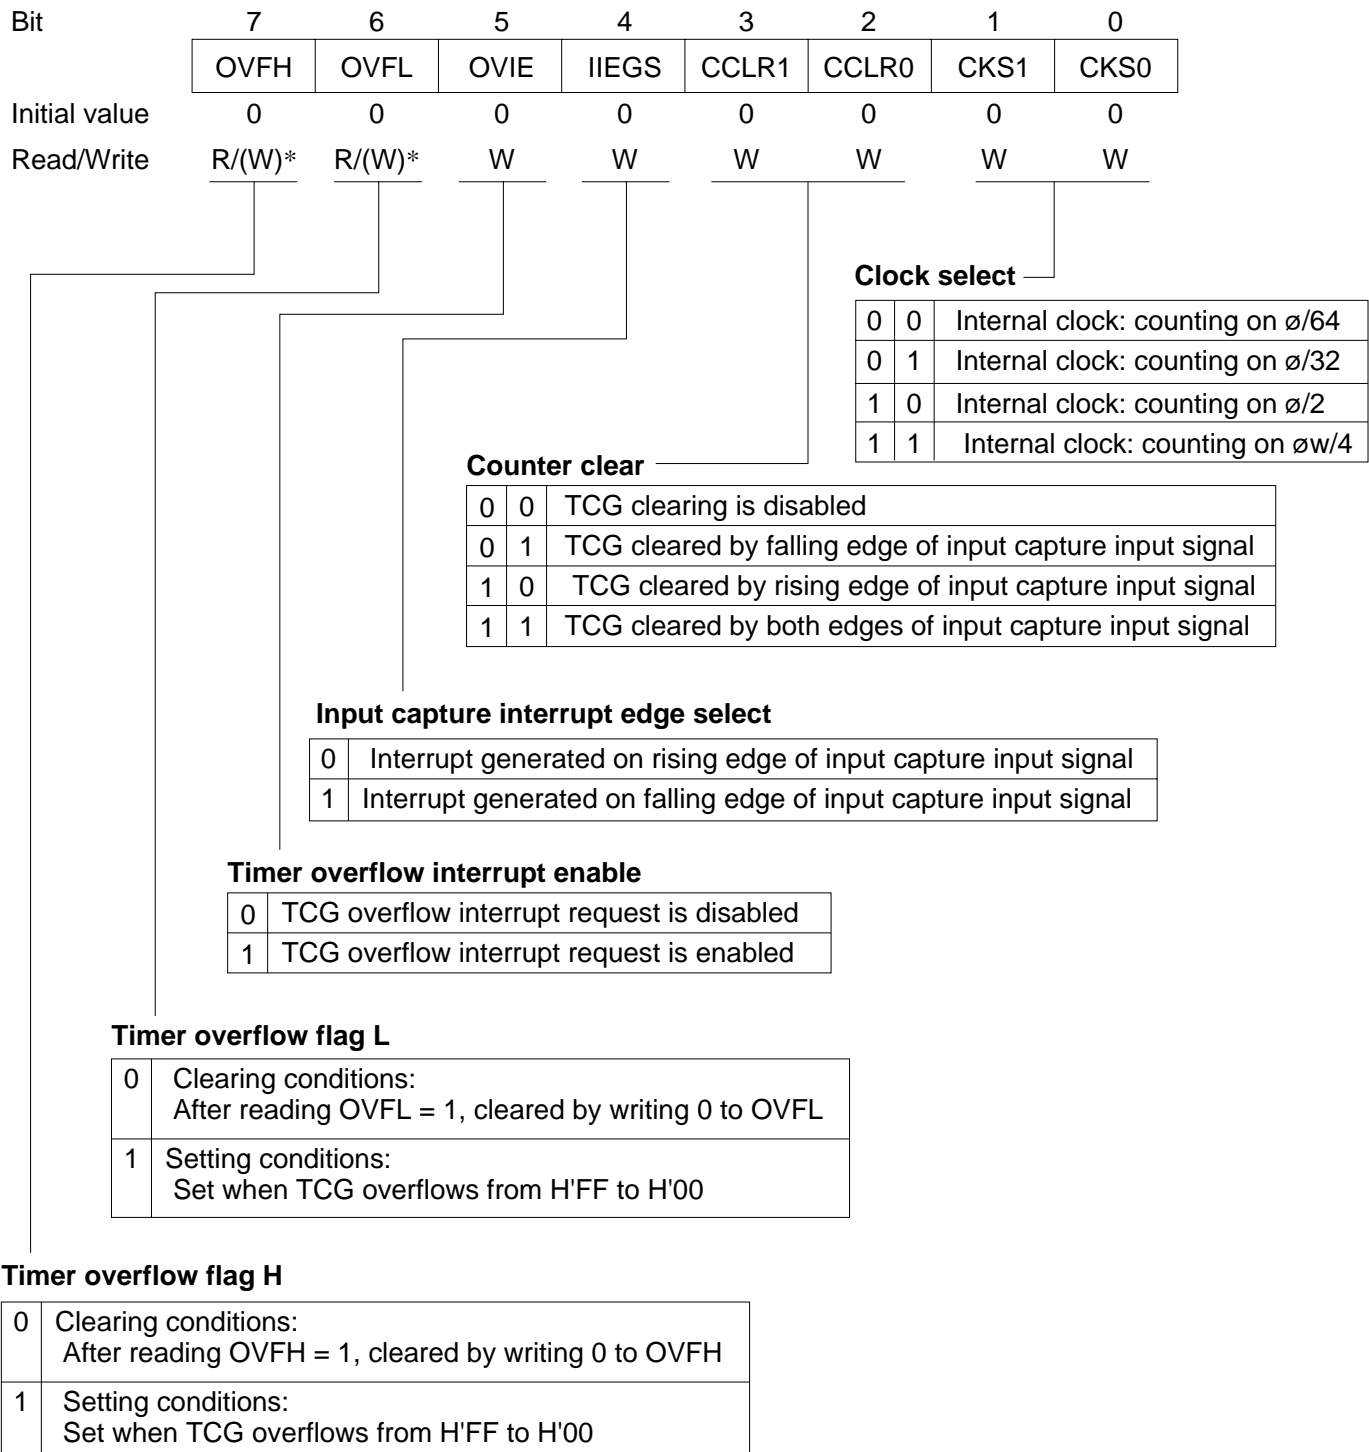 Bit 7 6 5 4 3 2 1 0
OVFH OVFL OVIE IIEGS CCLR1 CCLR0 CKS1 CKS0
Initial value 0 0 0 0 0 0 0 0
Read/Write R/(W)* R/(W)* W W W W W W
Clock select
0 0 Internal clock: counting on ø/64
0 1 Internal clock: counting on ø/32
1 0 Internal clock: counting on ø/2
1 1 Internal clock: counting on øw/4
Counter clear
0 0 TCG clearing is disabled
0 1 TCG cleared by falling edge of input capture input signal
1 0 TCG cleared by rising edge of input capture input signal
1 1 TCG cleared by both edges of input capture input signal
Input capture interrupt edge select
0 Interrupt generated on rising edge of input capture input signal
1 Interrupt generated on falling edge of input capture input signal
Timer overflow interrupt enable
0 TCG overflow interrupt request is disabled
1 TCG overflow interrupt request is enabled
Timer overflow flag L
0 Clearing conditions:
After reading OVFL = 1, cleared by writing 0 to OVFL
1 Setting conditions:
Set when TCG overflows from H'FF to H'00
Timer overflow flag H
0 Clearing conditions:
After reading OVFH = 1, cleared by writing 0 to OVFH
1 Setting conditions:
Set when TCG overflows from H'FF to H'00